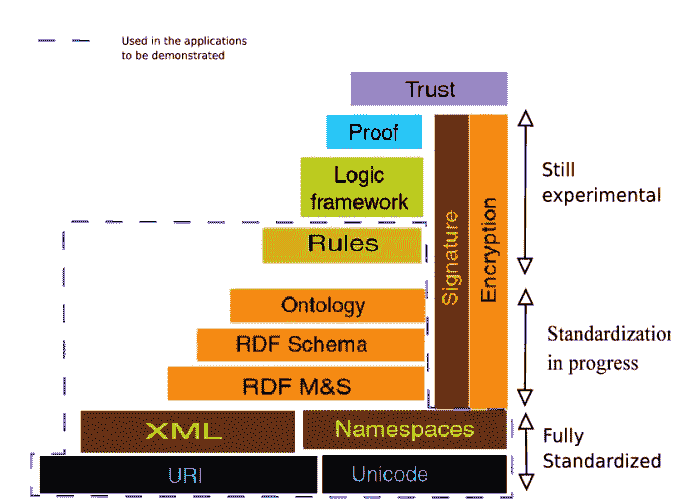 Used in the applications
to be demonstrated
Trust
Proof
Logic
framework
Rules
Ontology
RDF Schema
RDF M&S
XML
Namespaces
URI
Unicode
Signature
Encryption
Still
experimental
Standardization
in progress
Fully
Standardized